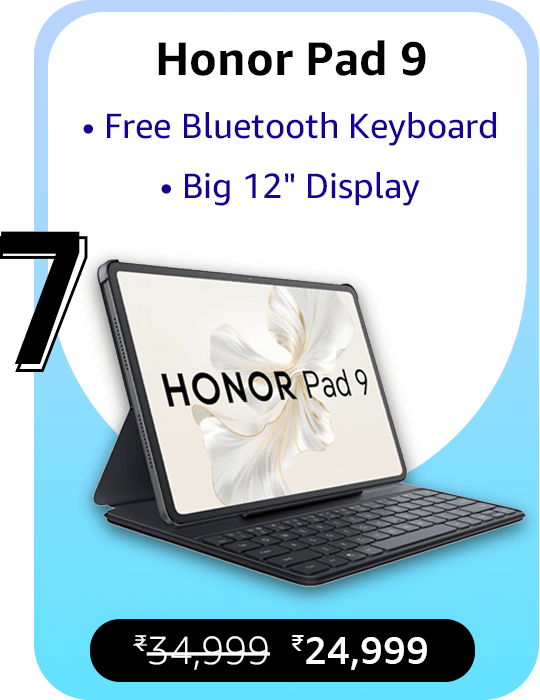 Honor Pad 9
• Free Bluetooth Keyboard
• Big 12" Display
7
HONOR Pad 9
₹34,999 ₹24,999